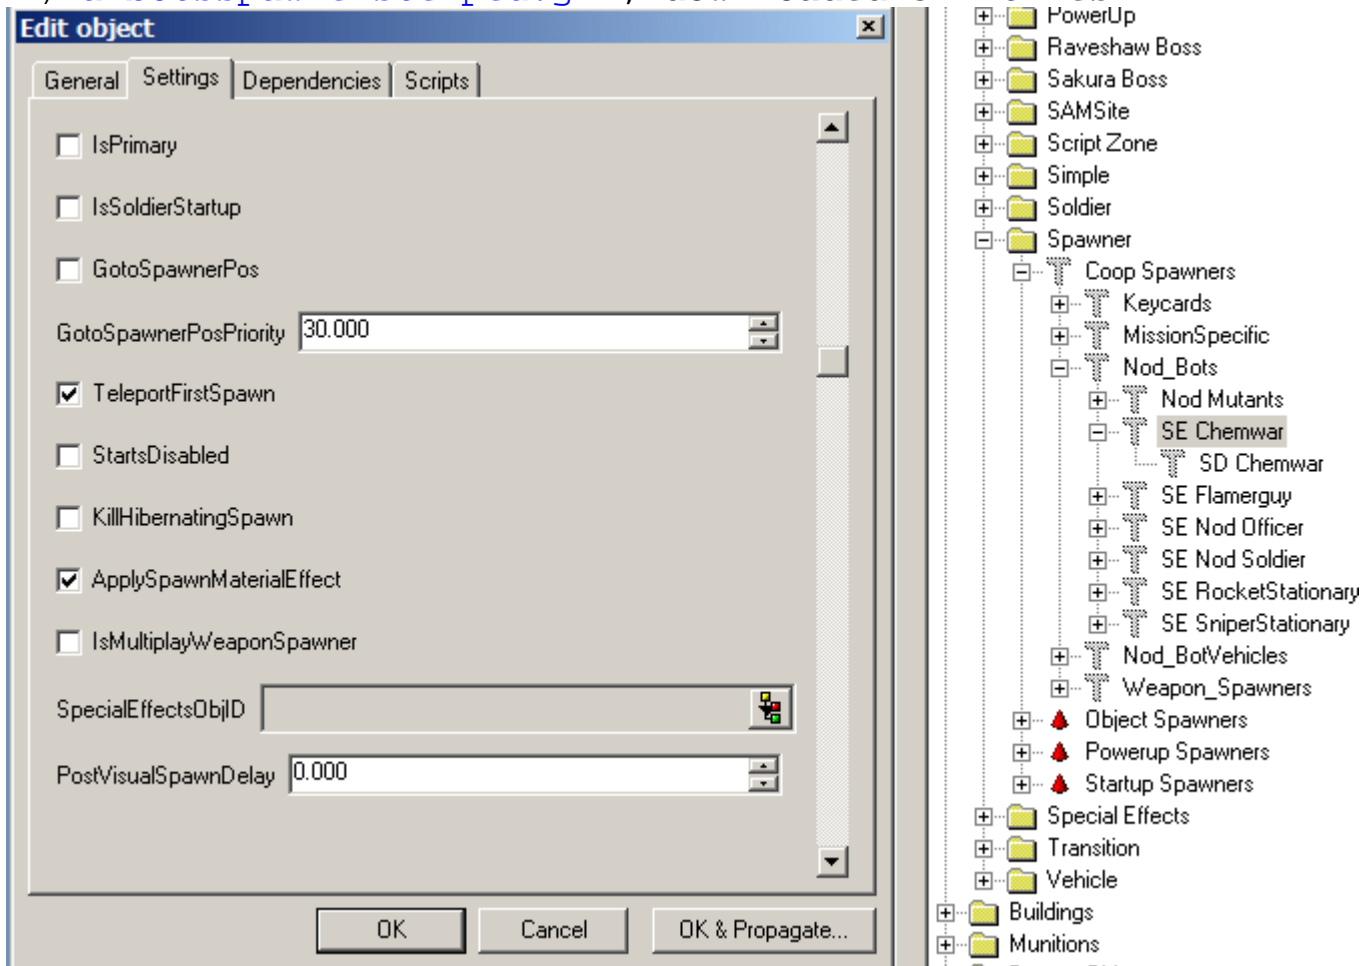 Edit object
General
Settings
Dependencies
Scripts
IsPrimary
IsSoldierStartup
GotoSpawnerPos
GotoSpawnerPosPriority 30.000
TeleportFirstSpawn
StartsDisabled
KillHibernatingSpawn
ApplySpawnMaterialEffect
IsMultiplayWeaponSpawner
SpecialEffectsObjID
PostVisualSpawnDelay 0.000
OK
Cancel
OK & Propagate...
PowerUp
Raveshaw Boss
Sakura Boss
SAMSite
Script Zone
Simple
Soldier
Spawner
Coop Spawners
Keycards
MissionSpecific
Nod_Bots
Nod Mutants
SE Chemwar
SD Chemwar
SE Flamerguy
SE Nod Officer
SE Nod Soldier
SE RocketStationary
SE SniperStationary
Nod_BotVehicles
Weapon_Spawners
Object Spawners
Powerup Spawners
Startup Spawners
Special Effects
Transition
Vehicle
Buildings
Munitions